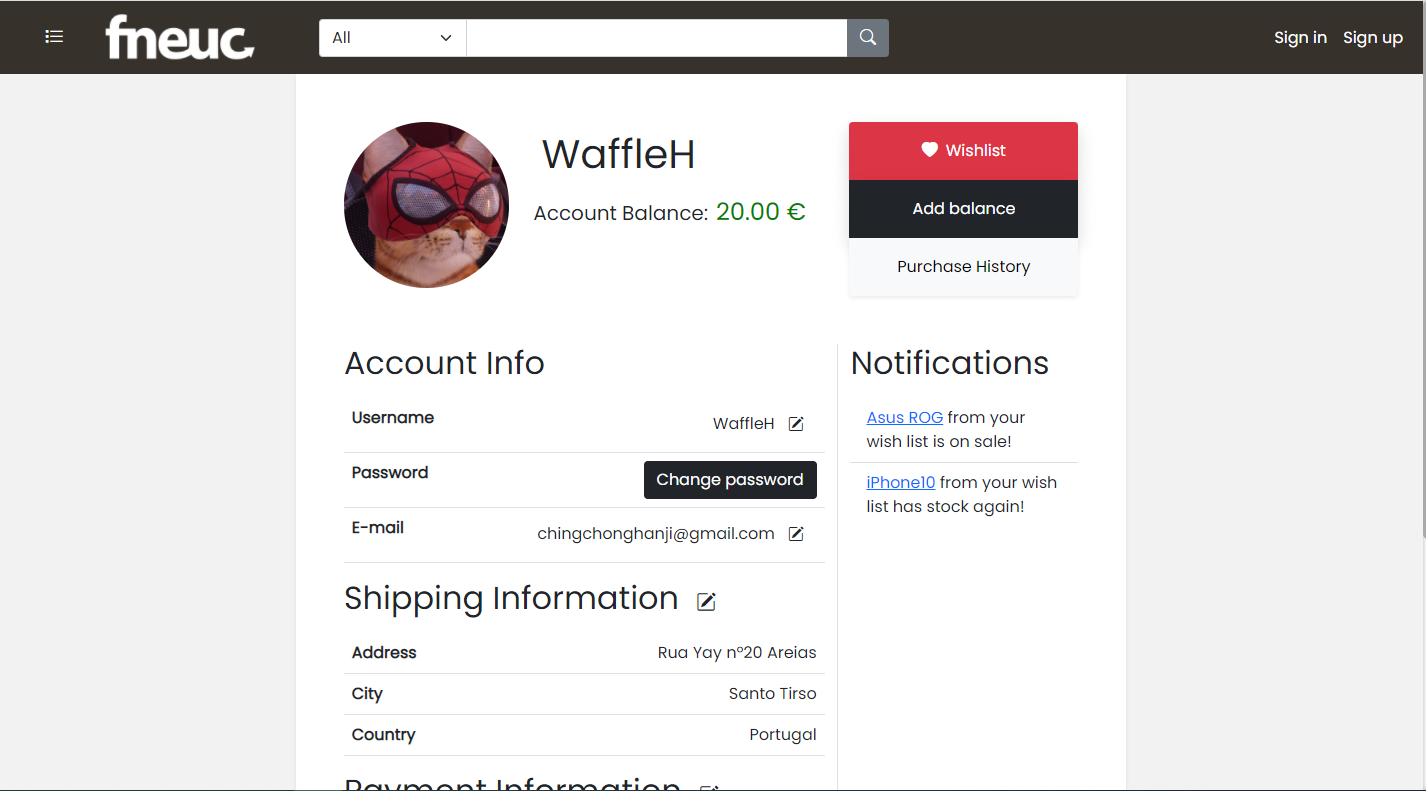 fneuc
All
Sign in
Sign up
WaffleH
Account Balance: 20.00 €
Wishlist
Add balance
Purchase History
Account Info
Username
WaffleH
Password
Change password
E-mail
chingchonghanji@gmail.com
Shipping Information
Address
Rua Yay nº20 Areias
City
Santo Tirso
Country
Portugal
Payment Information
Notifications
Asus ROG from your
wish list is on sale!
iPhone10 from your wish
list has stock again!